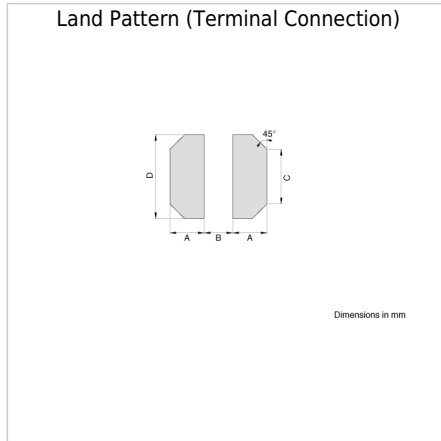 Land Pattern (Terminal Connection)
45°
D
C
A B A
Dimensions in mm